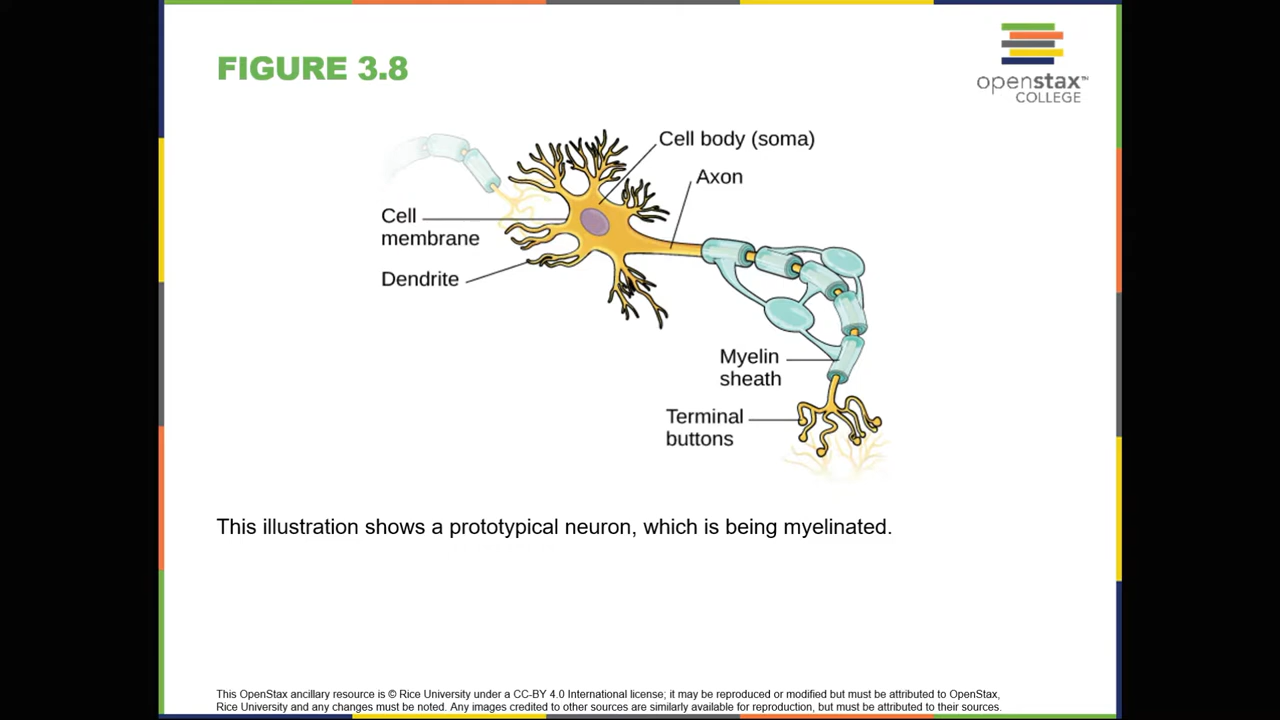 FIGURE 3.8
openstax™
COLLEGE
Cell body (soma)
Axon
Cell
membrane
Dendrite
Myelin
sheath
Terminal
buttons
This illustration shows a prototypical neuron, which is being myelinated.
This OpenStax ancillary resource is © Rice University under a CC-BY 4.0 International license; it may be reproduced or modified but must be attributed to OpenStax,
Rice University and any changes must be noted. Any images credited to other sources are similarly available for reproduction, but must be attributed to their sources.